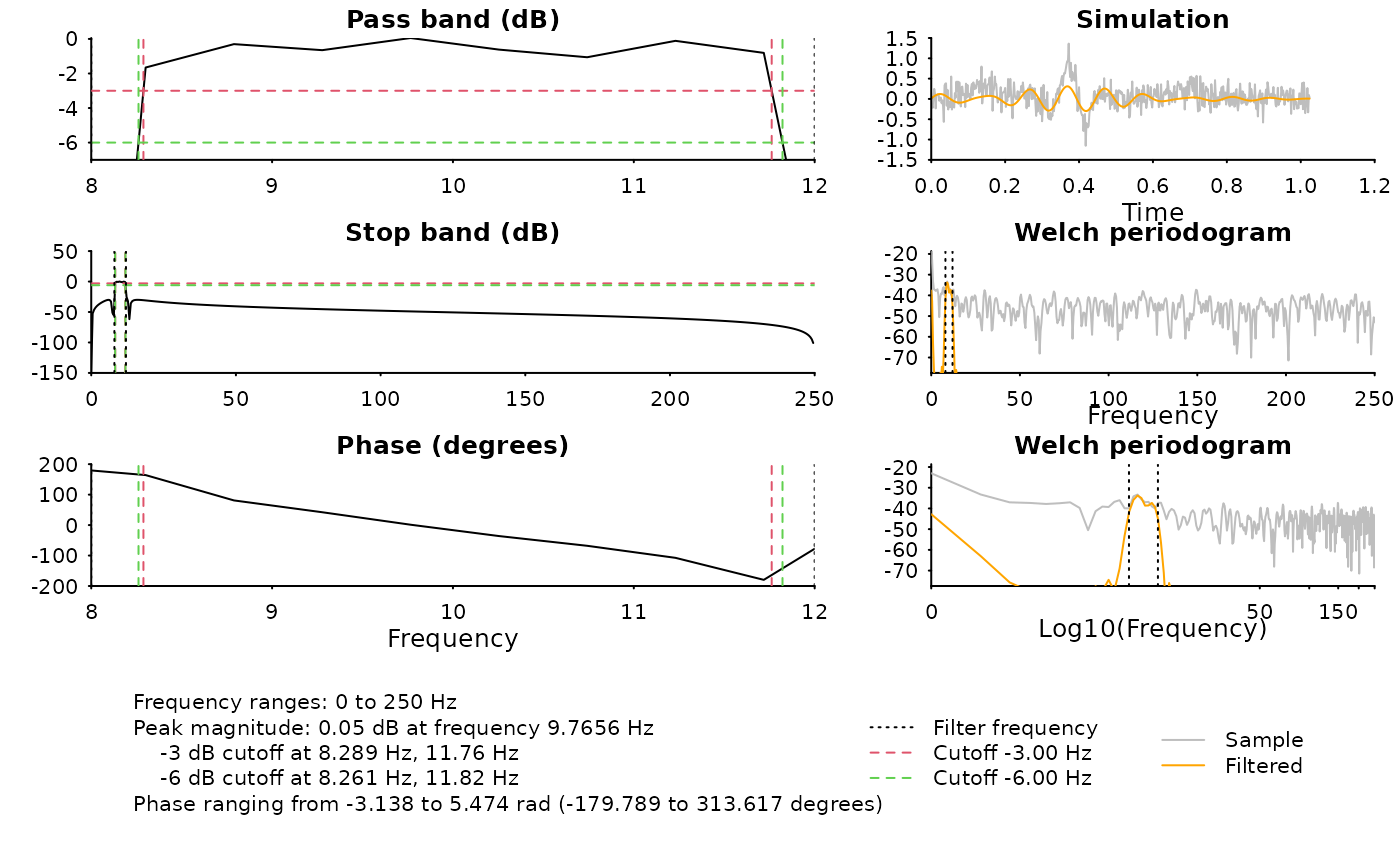 Pass band (dB)
0
-2
-4
-6
8 9 10 11 12
Simulation
1.5
1.0
0.5
0.0
-0.5
-1.0
-1.5
0.0 0.2 0.4 0.6 0.8 1.0 1.2
Time
Stop band (dB)
50
0
-50
-100
-150
0 50 100 150 200 250
Welch periodogram
-20
-30
-40
-50
-60
-70
0 50 100 150 200 250
Frequency
Phase (degrees)
200
100
0
-100
-200
8 9 10 11 12
Frequency
Welch periodogram
-20
-30
-40
-50
-60
-70
0 50 150
Log10(Frequency)
Frequency ranges: 0 to 250 Hz
Peak magnitude: 0.05 dB at frequency 9.7656 Hz
-3 dB cutoff at 8.289 Hz, 11.76 Hz
-6 dB cutoff at 8.261 Hz, 11.82 Hz
Phase ranging from -3.138 to 5.474 rad (-179.789 to 313.617 degrees)
Filter frequency
Cutoff -3.00 Hz
Cutoff -6.00 Hz
Sample
Filtered